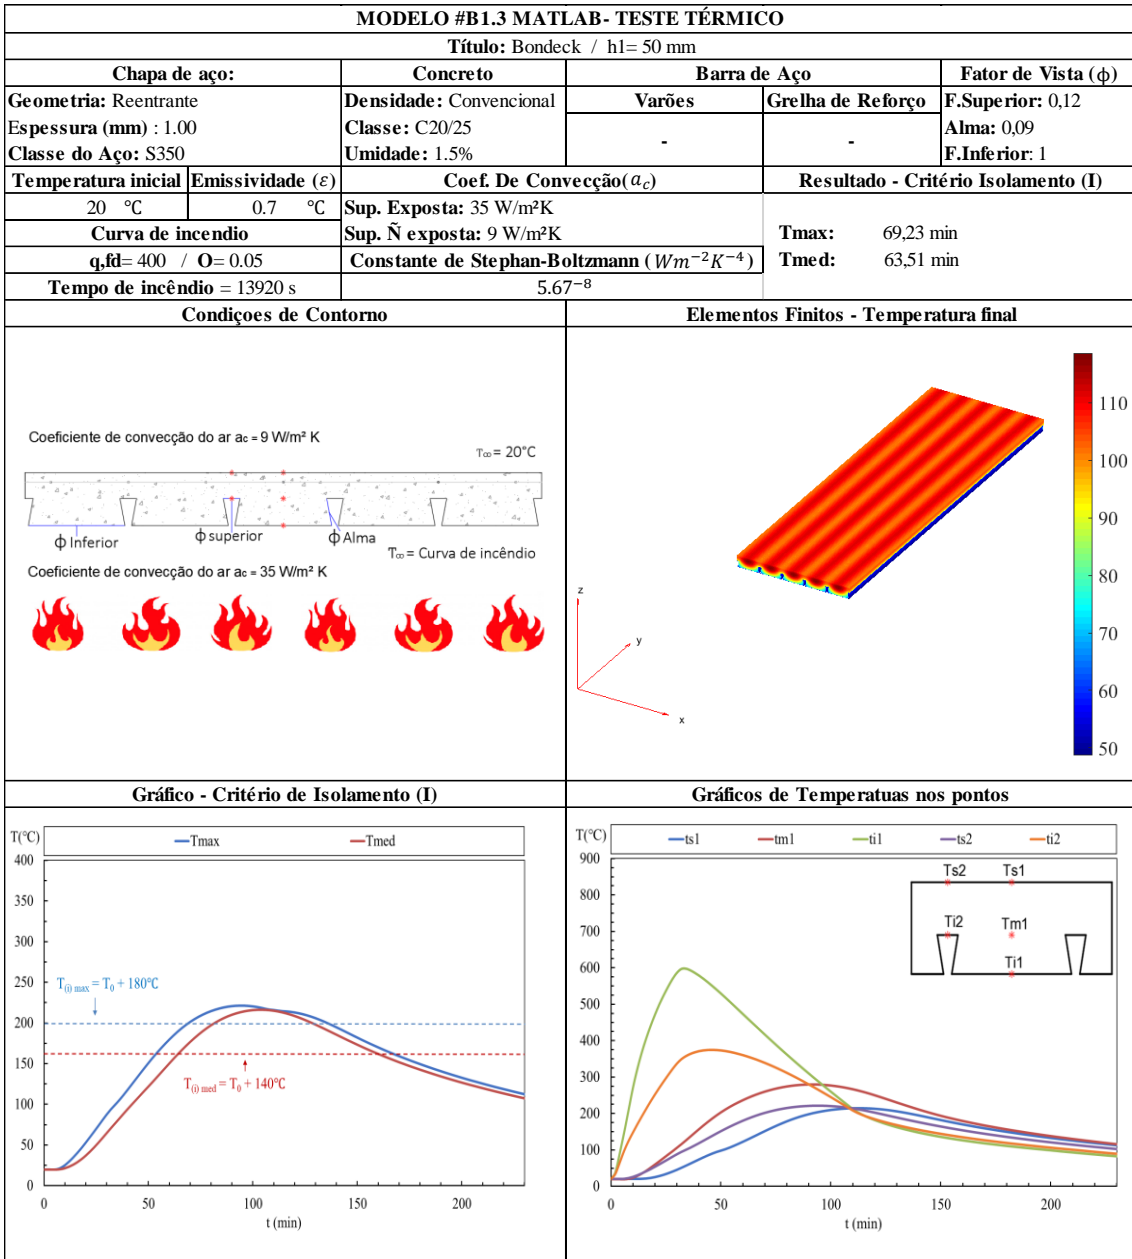 MODELO #B1.3 MATLAB- TESTE TÉRMICO
Título: Bondeck / h1= 50 mm
Chapa de aço:
Concreto
Barra de Aço
Fator de Vista (ϕ)
Geometria: Reentrante
Espessura (mm) : 1.00
Classe do Aço: S350
Densidade: Convencional
Classe: C20/25
Umidade: 1.5%
Varões
Grelha de Reforço
-
-
F.Superior: 0,12
Alma: 0,09
F.Inferior: 1
Temperatura inicial
Emissividade (ε)
Coef. De Convecção(a_c)
Resultado - Critério Isolamento (I)
20 °C
0.7 °C
Sup. Exposta: 35 W/m²K
Curva de incendio
Sup. Ñ exposta: 9 W/m²K
Tmax: 69,23 min
q,fd= 400 / O= 0.05
Constante de Stephan-Boltzmann (Wm⁻²K⁻⁴)
Tmed: 63,51 min
Tempo de incêndio = 13920 s
5.67⁻⁸
Condiçoes de Contorno
Elementos Finitos - Temperatura final
Coeficiente de convecção do ar ac = 9 W/m² K
T∞ = 20°C
ϕ Inferior
ϕ superior
ϕ Alma
T∞ = Curva de incêndio
Coeficiente de convecção do ar ac = 35 W/m² K
z
y
x
110
100
90
80
70
60
50
Gráfico - Critério de Isolamento (I)
Gráficos de Temperatuas nos pontos
T(°C)
Tmax
Tmed
400
350
300
250
200
150
100
50
0
T(i) max = T0 + 180°C
T(i) med = T0 + 140°C
0
50
100
150
200
t (min)
T(°C)
ts1
tm1
ti1
ts2
ti2
900
800
700
600
500
400
300
200
100
0
Ts2
Ts1
Ti2
Tm1
Ti1
0
50
100
150
200
t (min)